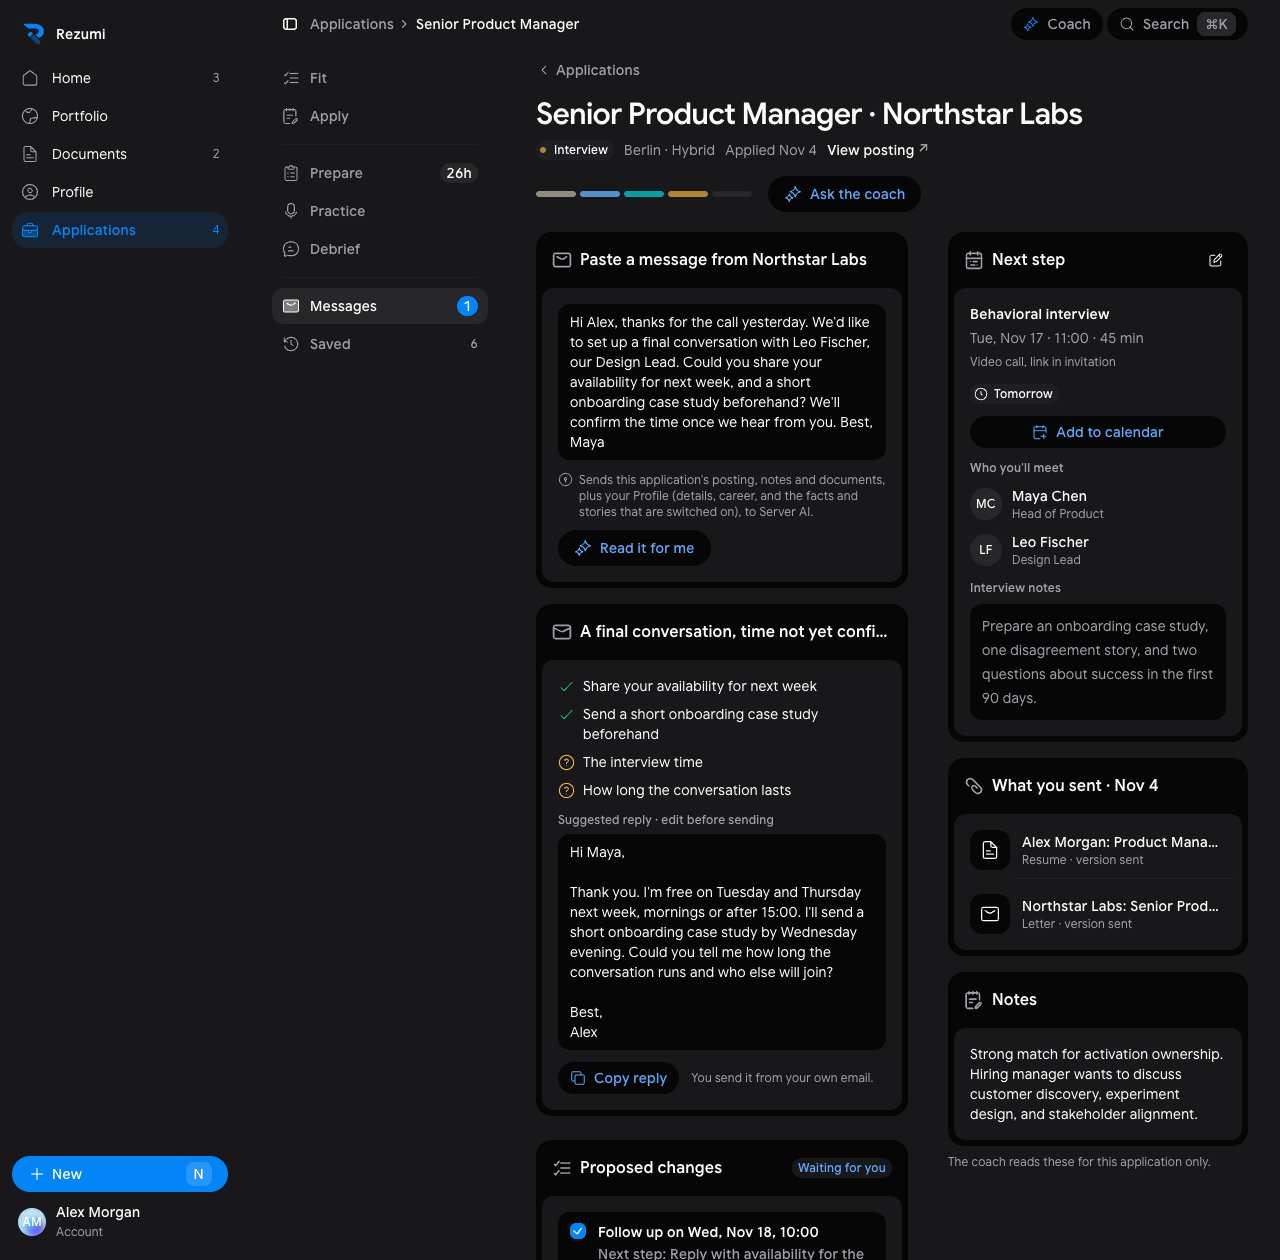 Rezumi
Home 3
Portfolio
Documents 2
Profile
Applications 4
New N
AM
Alex Morgan
Account
Applications > Senior Product Manager
Coach
Search ⌘K
Fit
Apply
Prepare 26h
Practice
Debrief
Messages 1
Saved 6
Applications
Senior Product Manager · Northstar Labs
Interview Berlin · Hybrid Applied Nov 4 View posting ↗
Ask the coach
Paste a message from Northstar Labs
Hi Alex, thanks for the call yesterday. We'd like
to set up a final conversation with Leo Fischer,
our Design Lead. Could you share your
availability for next week, and a short
onboarding case study beforehand? We'll
confirm the time once we hear from you. Best,
Maya
Sends this application's posting, notes and documents,
plus your Profile (details, career, and the facts and
stories that are switched on), to Server AI.
Read it for me
A final conversation, time not yet confi...
Share your availability for next week
Send a short onboarding case study
beforehand
The interview time
How long the conversation lasts
Suggested reply · edit before sending
Hi Maya,
Thank you. I'm free on Tuesday and Thursday
next week, mornings or after 15:00. I'll send a
short onboarding case study by Wednesday
evening. Could you tell me how long the
conversation runs and who else will join?
Best,
Alex
Copy reply
You send it from your own email.
Proposed changes
Waiting for you
Follow up on Wed, Nov 18, 10:00
Next step: Reply with availability for the
Next step
Behavioral interview
Tue, Nov 17 · 11:00 · 45 min
Video call, link in invitation
Tomorrow
Add to calendar
Who you'll meet
MC
Maya Chen
Head of Product
LF
Leo Fischer
Design Lead
Interview notes
Prepare an onboarding case study,
one disagreement story, and two
questions about success in the first
90 days.
What you sent · Nov 4
Alex Morgan: Product Mana...
Resume · version sent
Northstar Labs: Senior Prod...
Letter · version sent
Notes
Strong match for activation ownership.
Hiring manager wants to discuss
customer discovery, experiment
design, and stakeholder alignment.
The coach reads these for this application only.